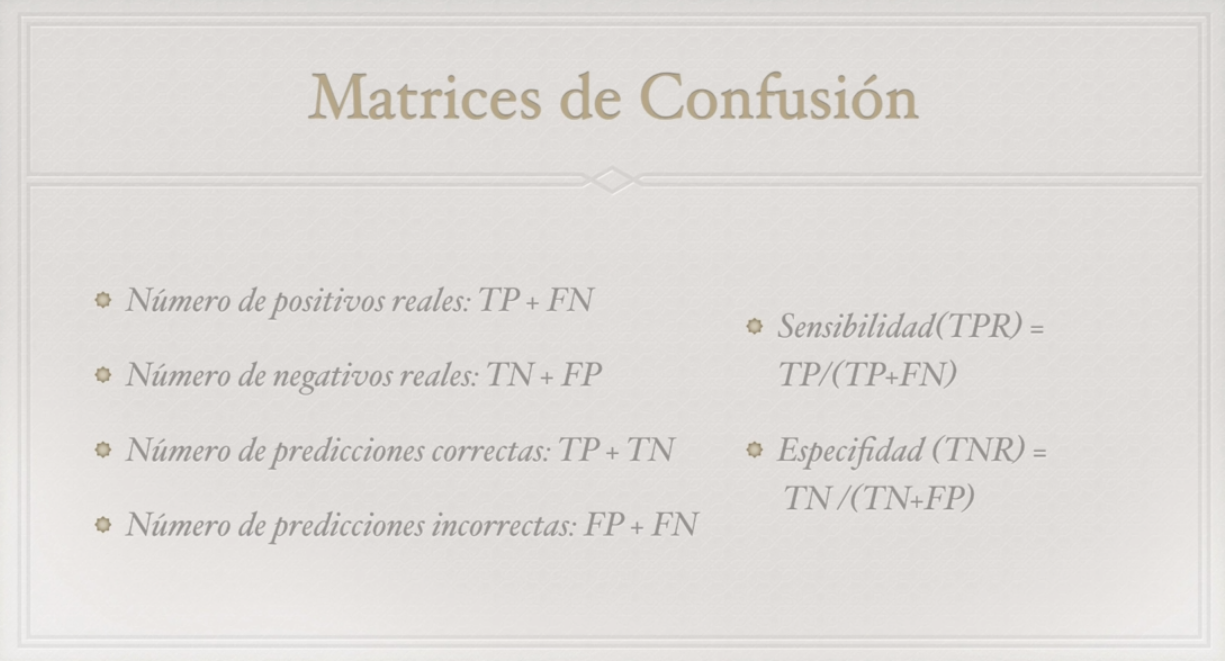 Matrices de Confusión
Número de positivos reales: TP + FN
Número de negativos reales: TN + FP
Número de predicciones correctas: TP + TN
Número de predicciones incorrectas: FP + FN
Sensibilidad(TPR) =
TP/(TP+FN)
Especifidad (TNR) =
TN /(TN+FP)